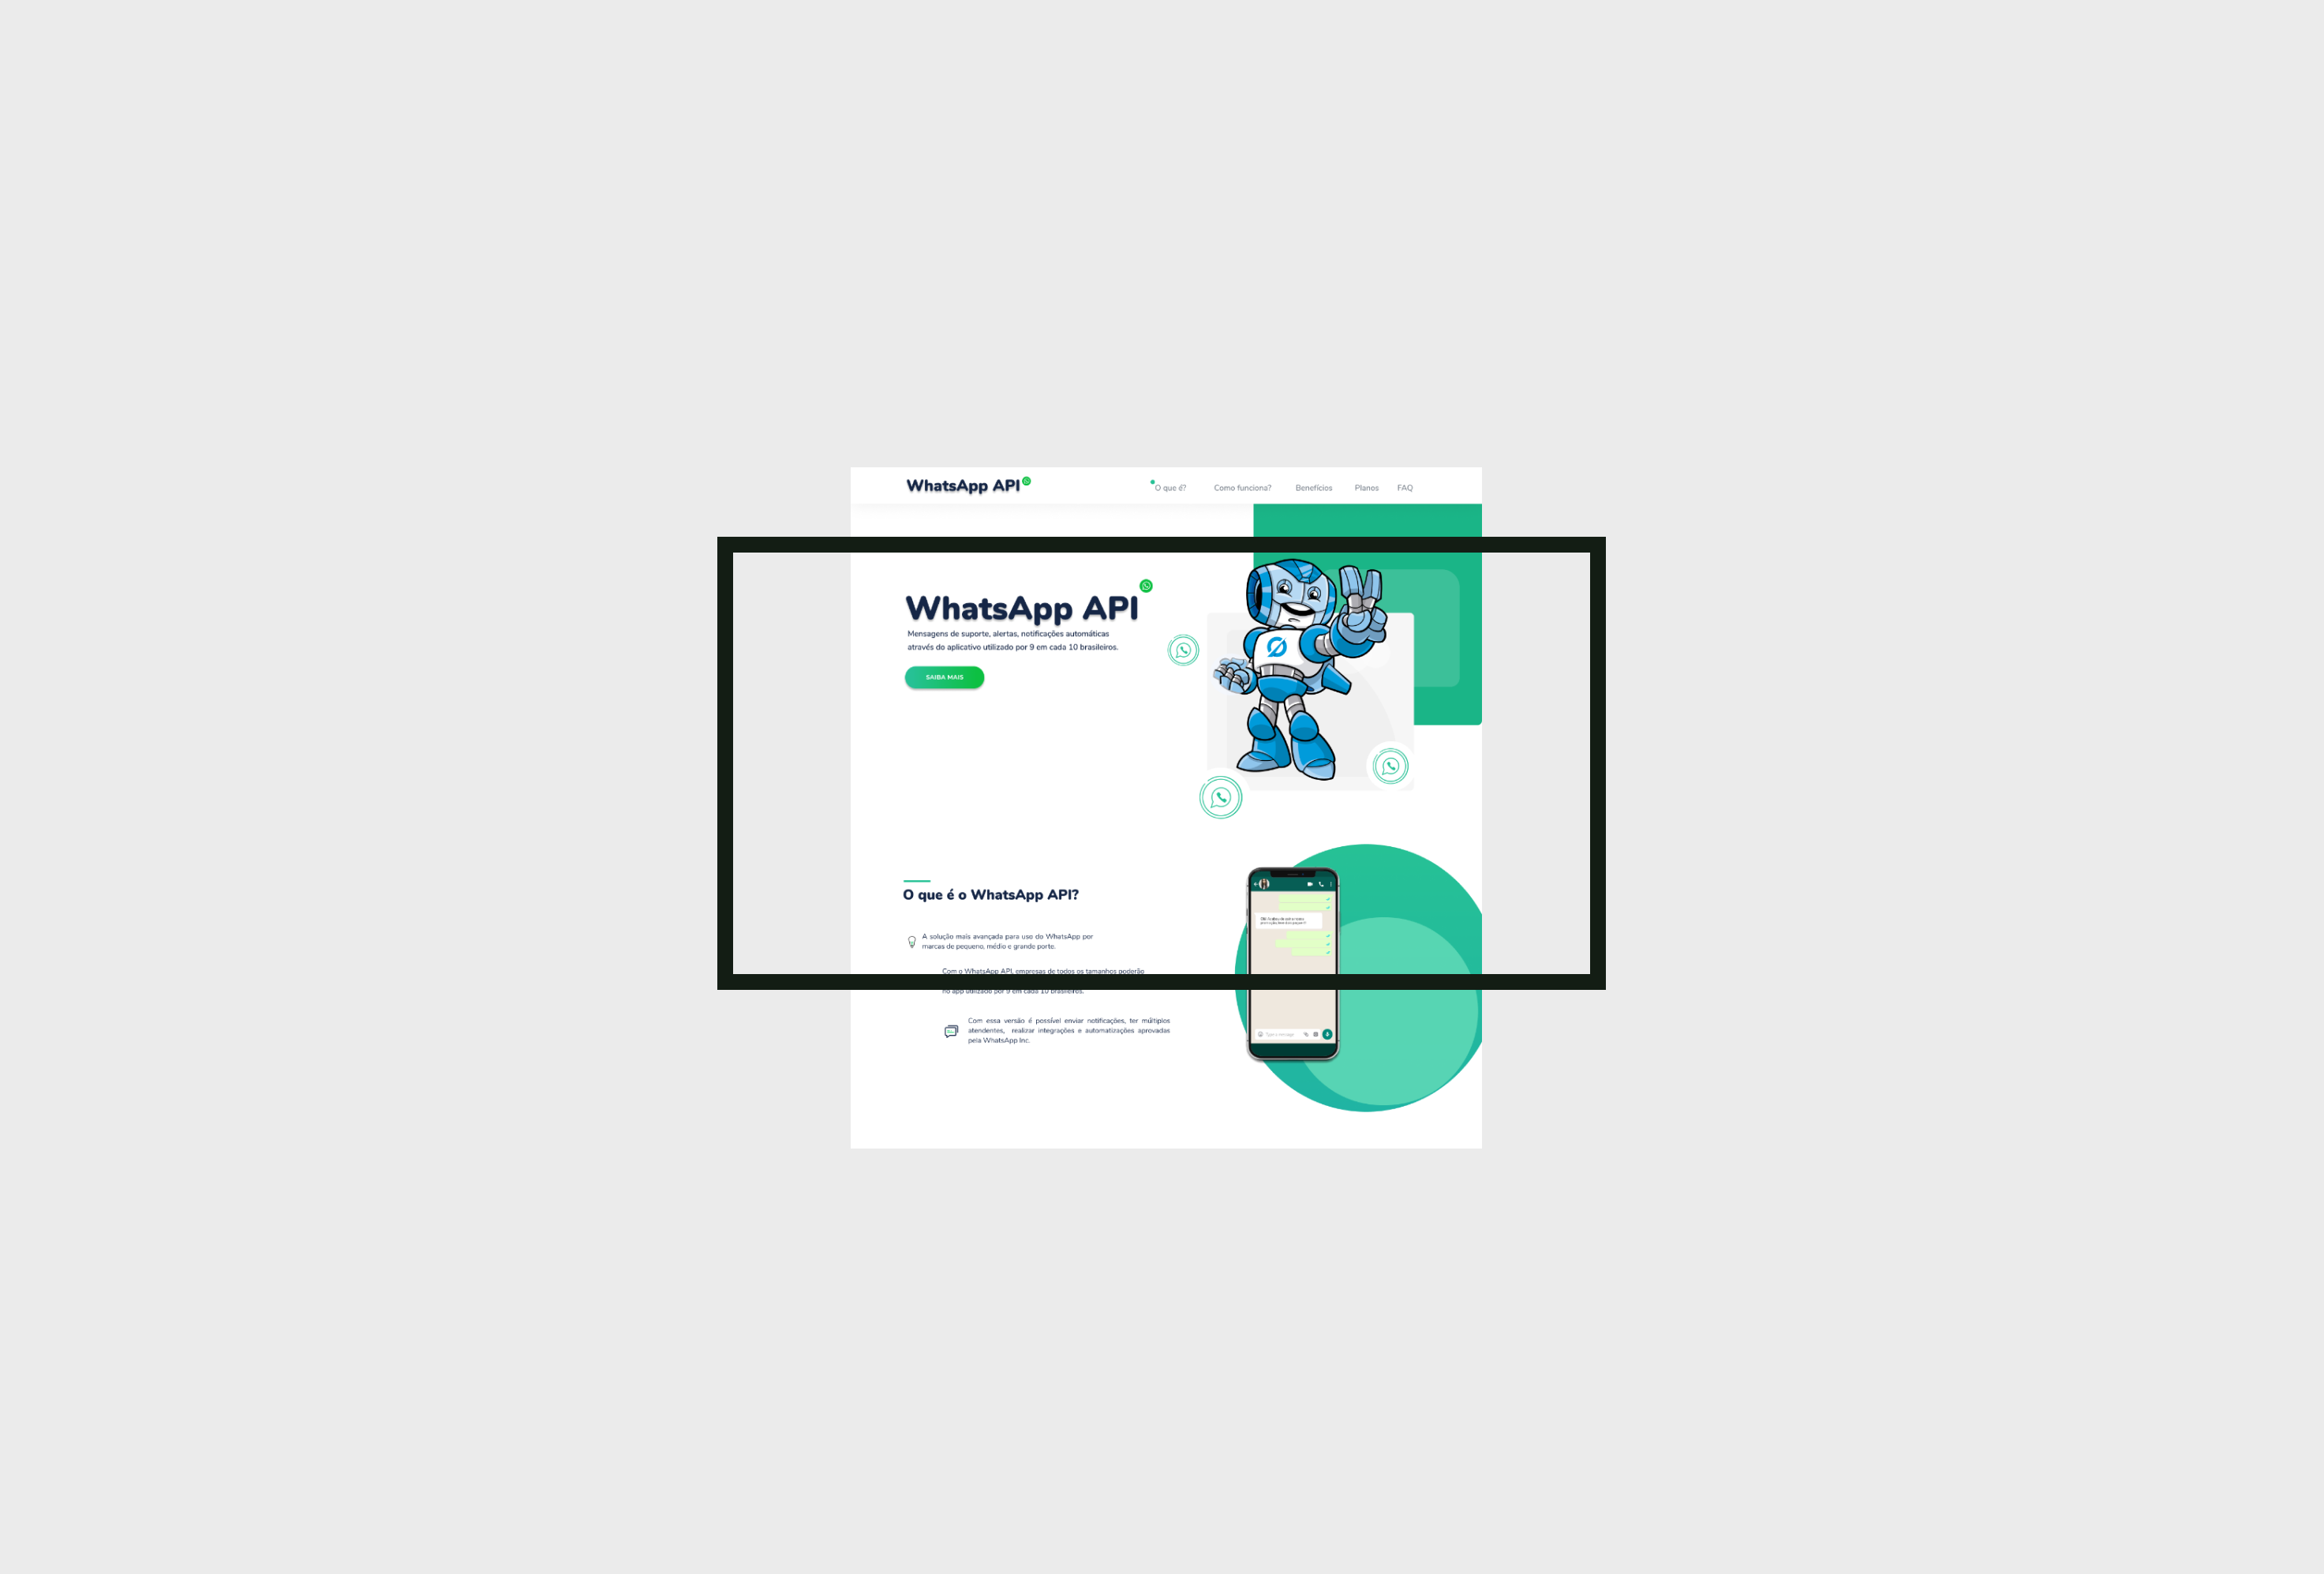 WhatsApp API
O que é?
Como funciona?
Benefícios
Planos
FAQ
WhatsApp API
Mensagens de suporte, alertas, notificações automáticas
através do aplicativo utilizado por 9 em cada 10 brasileiros.
SAIBA MAIS
O que é o WhatsApp API?
A solução mais avançada para uso do WhatsApp por
marcas de pequeno, médio e grande porte.
Com o WhatsApp API, empresas de todos os tamanhos poderão
no app utilizado por 9 em cada 10 brasileiros.
Com essa versão é possível enviar notificações, ter múltiplos
atendentes, realizar integrações e automatizações aprovadas
pela WhatsApp Inc.